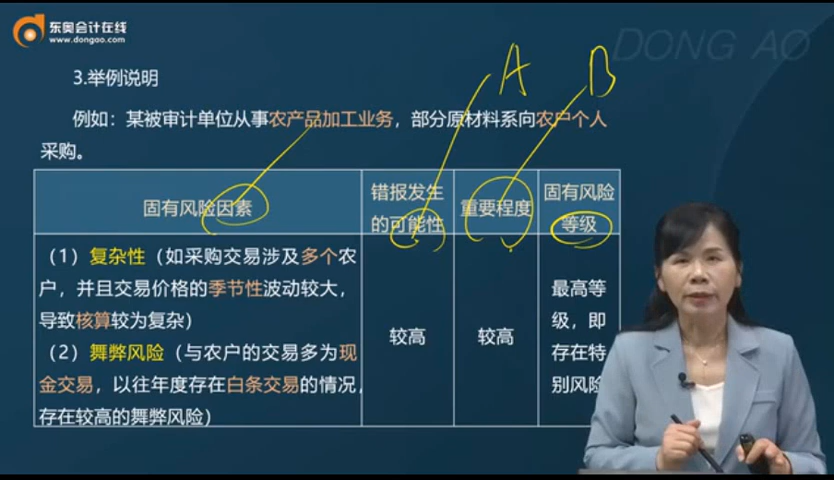 东奥会计在线
www.dongao.com
DONG AO
A
B
3.举例说明
例如：某被审计单位从事农产品加工业务，部分原材料系向农户个人
采购。
固有风险因素
错报发生
的可能性
重要程度
固有风险
等级
（1）复杂性（如采购交易涉及多个农
户，并且交易价格的季节性波动较大，
导致核算较为复杂）
（2）舞弊风险（与农户的交易多为现
金交易，以往年度存在白条交易的情况，
存在较高的舞弊风险）
较高
较高
最高等
级，即
存在特
别风险